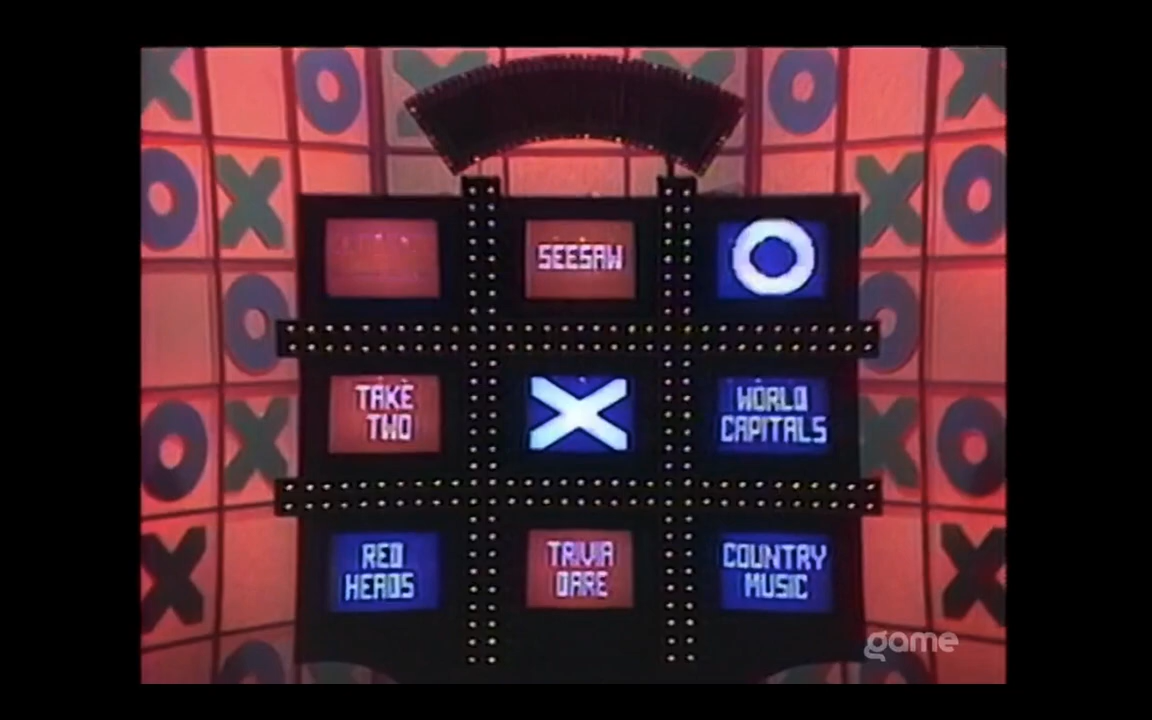 SEESAW
O
TAKE
TWO
X
WORLD
CAPITALS
RED
HEADS
TRIVIA
DARE
COUNTRY
MUSIC
game